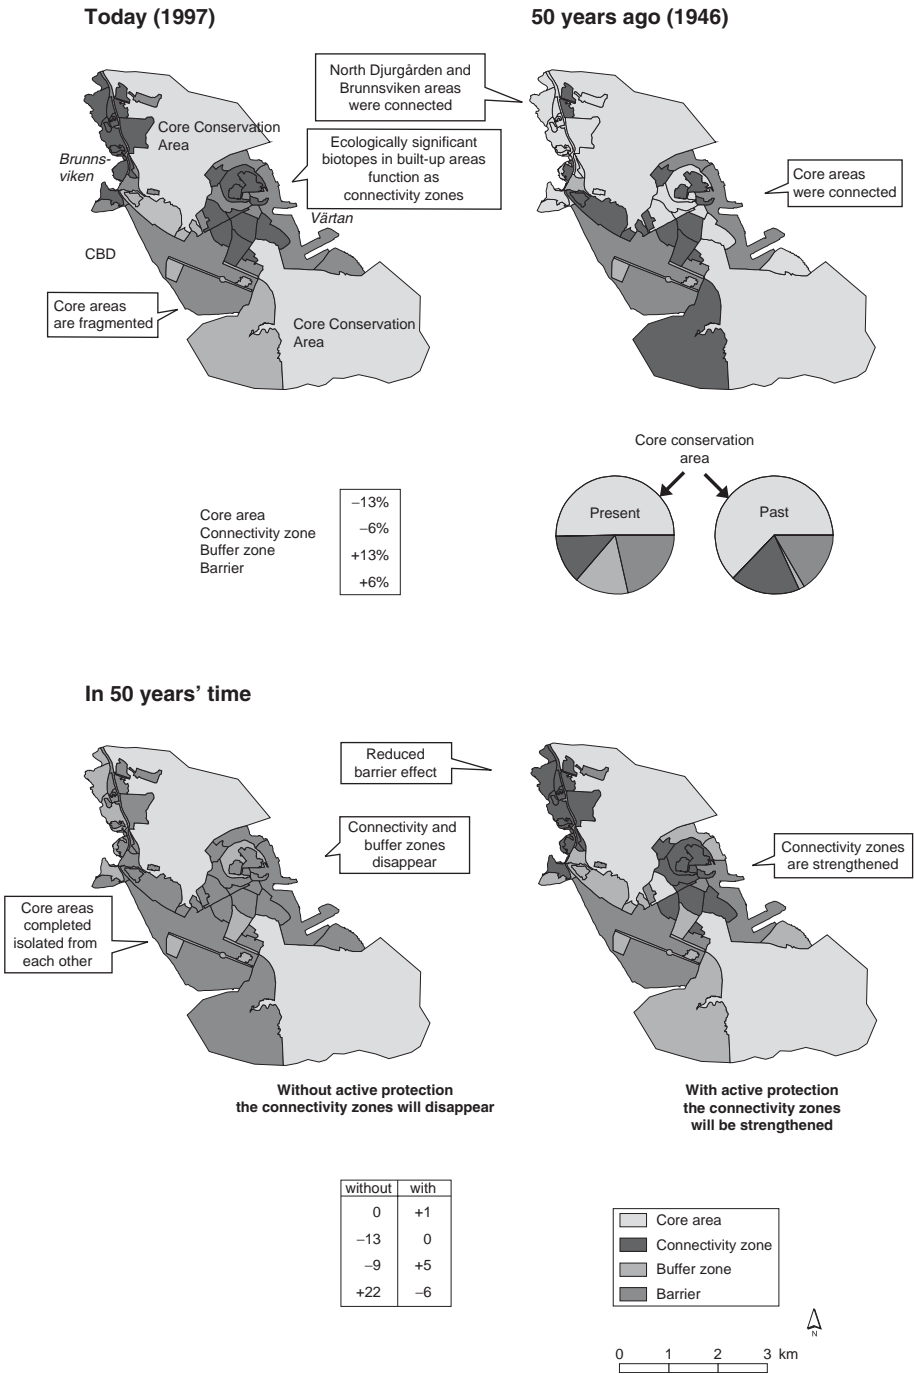 Today (1997)
50 years ago (1946)
North Djurgården and
Brunnsviken areas
were connected
Core Conservation
Area
Ecologically significant
biotopes in built-up areas
function as
connectivity zones
Brunns-
viken
Core areas
were connected
Värtan
CBD
Core areas
are fragmented
Core Conservation
Area
Core conservation
area
Present
Past
Core area
Connectivity zone
Buffer zone
Barrier
–13%
–6%
+13%
+6%
In 50 years’ time
Reduced
barrier effect
Connectivity and
buffer zones
disappear
Connectivity zones
are strengthened
Core areas
completed
isolated from
each other
Without active protection
the connectivity zones will disappear
With active protection
the connectivity zones
will be strengthened
without with
0 +1
–13 0
–9 +5
+22 –6
Core area
Connectivity zone
Buffer zone
Barrier
N
0 1 2 3 km